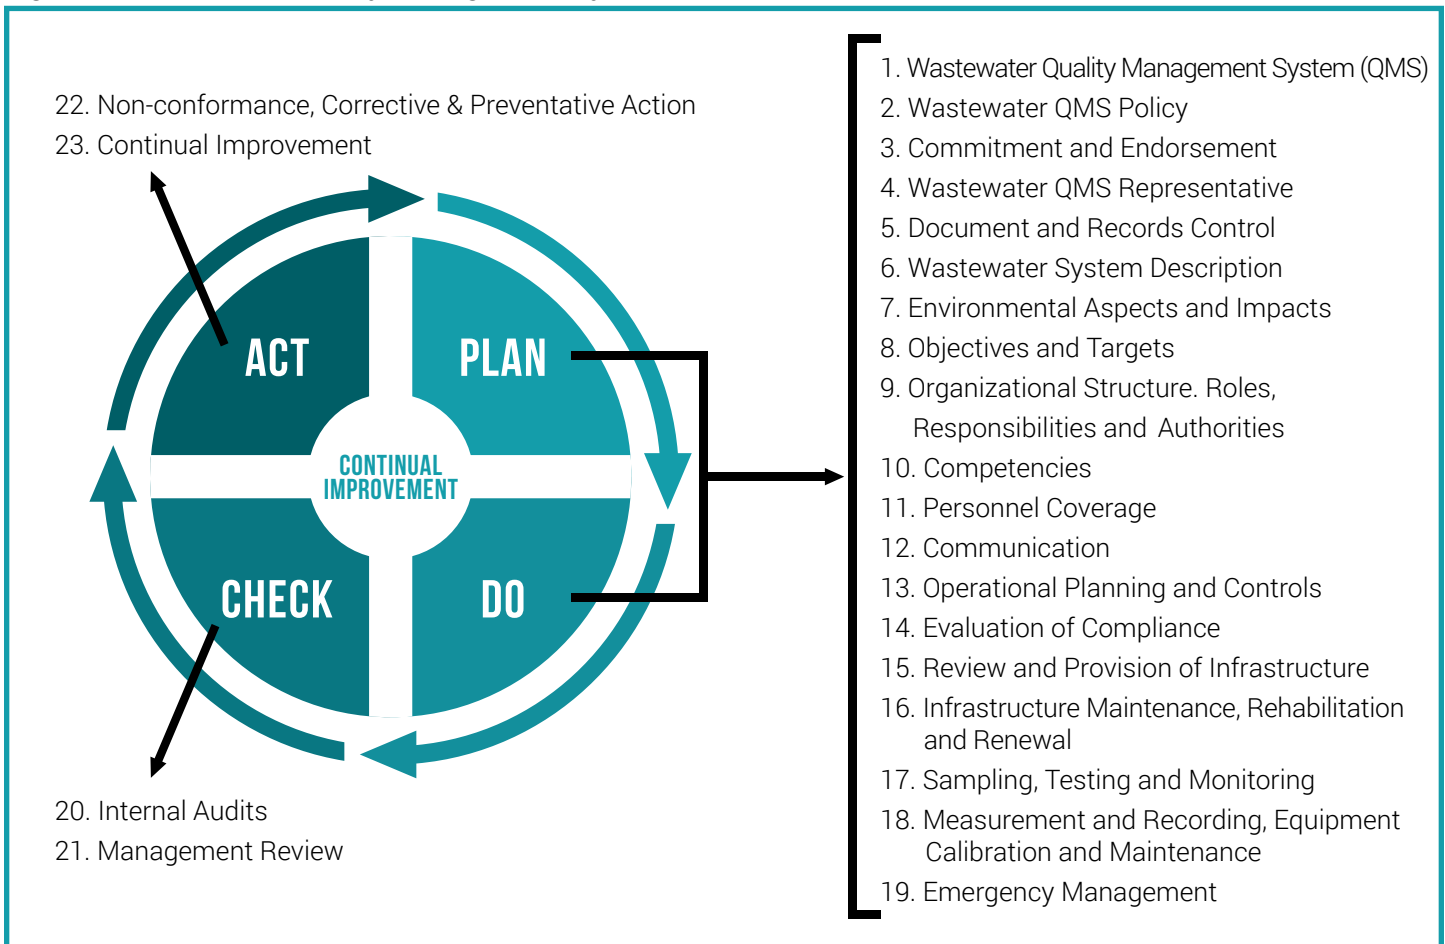 22. Non-conformance, Corrective & Preventative Action
23. Continual Improvement
ACT
PLAN
CONTINUAL
IMPROVEMENT
CHECK
DO
20. Internal Audits
21. Management Review
1. Wastewater Quality Management System (QMS)
2. Wastewater QMS Policy
3. Commitment and Endorsement
4. Wastewater QMS Representative
5. Document and Records Control
6. Wastewater System Description
7. Environmental Aspects and Impacts
8. Objectives and Targets
9. Organizational Structure. Roles,
Responsibilities and Authorities
10. Competencies
11. Personnel Coverage
12. Communication
13. Operational Planning and Controls
14. Evaluation of Compliance
15. Review and Provision of Infrastructure
16. Infrastructure Maintenance, Rehabilitation
and Renewal
17. Sampling, Testing and Monitoring
18. Measurement and Recording, Equipment
Calibration and Maintenance
19. Emergency Management